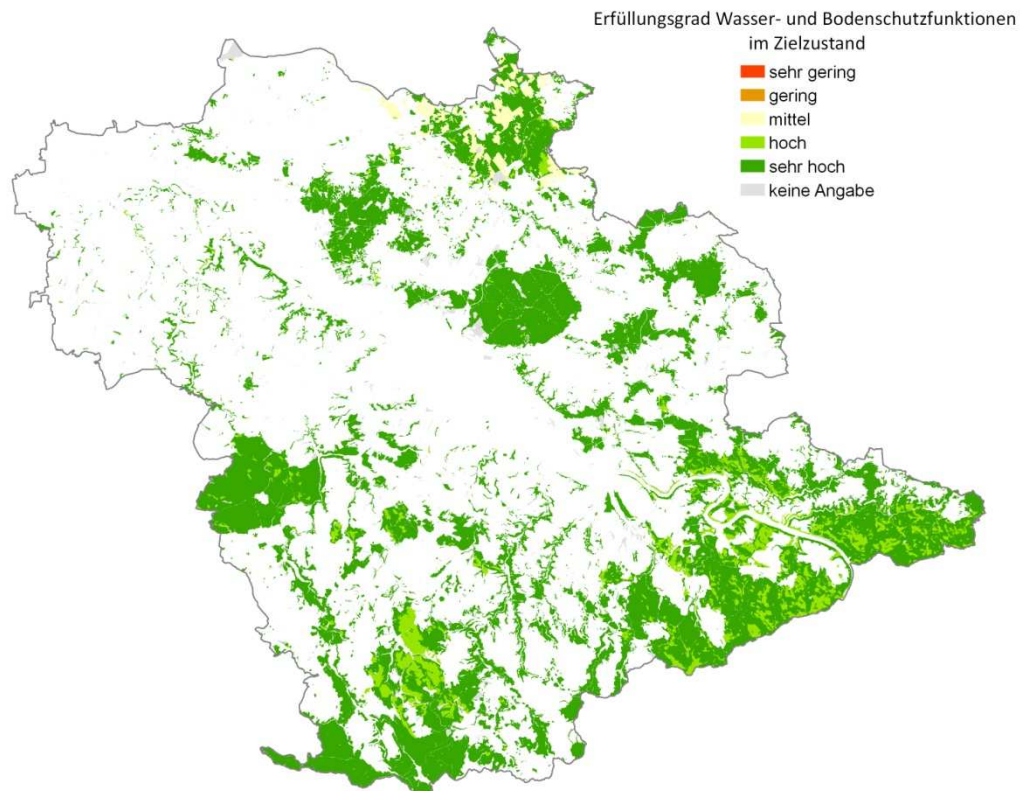 Erfüllungsgrad Wasser- und Bodenschutzfunktionen
im Zielzustand
sehr gering
gering
mittel
hoch
sehr hoch
keine Angabe